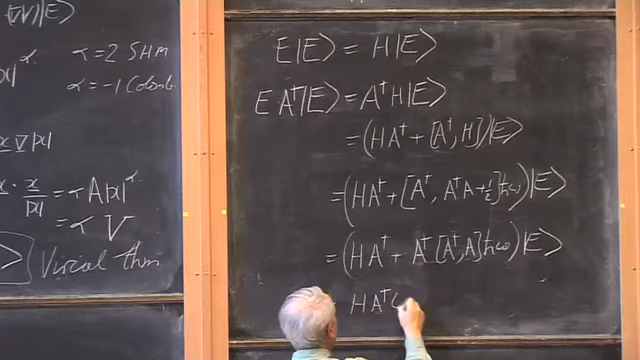 α = 2 SHM
α = -1 Coulomb
x·∇|x|
= α A|x|^α
= α V
Virial thm
E|E⟩ = H|E⟩
E A†|E⟩ = A†H|E⟩
= (HA† + [A†, H])|E⟩
= (HA† + [A†, A†A + 1/2]ħω)|E⟩
= (HA† + A†[A†, A]ħω)|E⟩
HA†